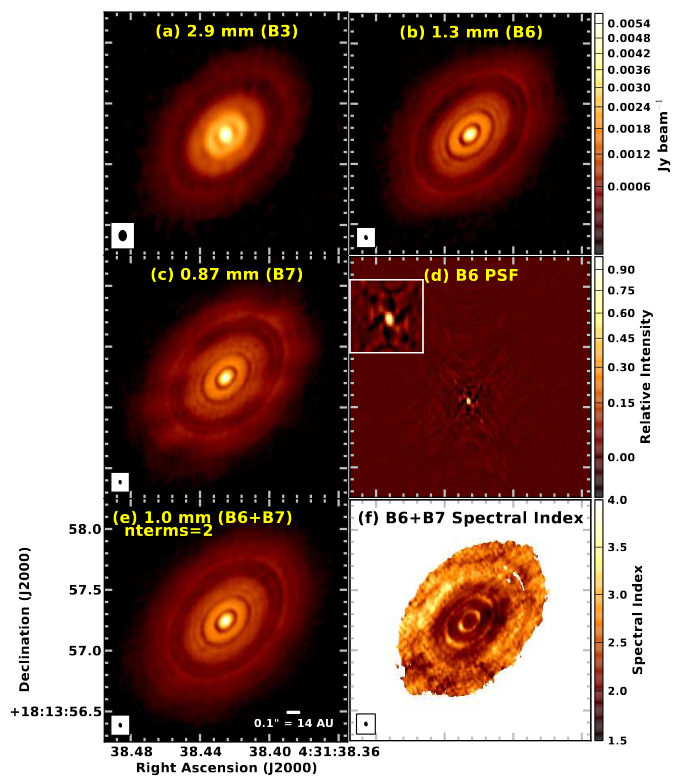 (a) 2.9 mm (B3)
(b) 1.3 mm (B6)
0.0054
0.0048
0.0042
0.0036
0.0030
0.0024
0.0018
0.0012
0.0006
Jy beam⁻¹
(c) 0.87 mm (B7)
(d) B6 PSF
0.90
0.75
0.60
0.45
0.30
0.15
0.00
Relative Intensity
(e) 1.0 mm (B6+B7)
nterms=2
0.1" = 14 AU
58.0
57.5
57.0
+18:13:56.5
Declination (J2000)
38.48
38.44
38.40
4:31:38.36
Right Ascension (J2000)
(f) B6+B7 Spectral Index
4.0
3.5
3.0
2.5
2.0
1.5
Spectral Index